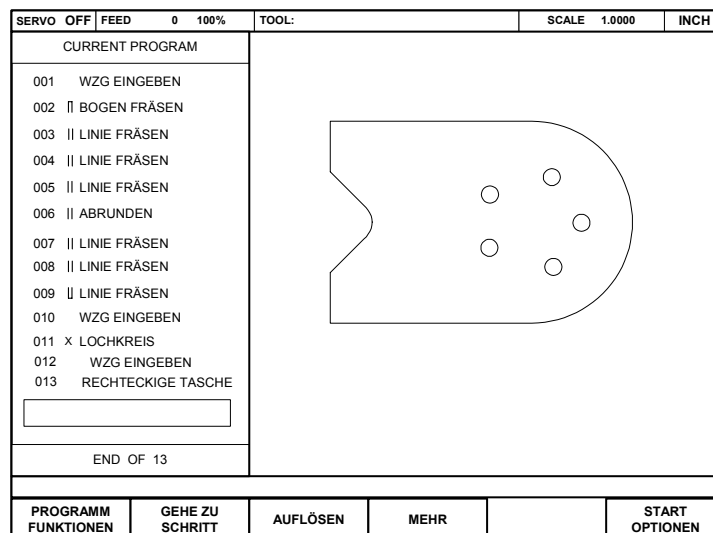 SERVO OFF FEED 0 100% TOOL: SCALE 1.0000 INCH
CURRENT PROGRAM
001 WZG EINGEBEN
002 BOGEN FRÄSEN
003 LINIE FRÄSEN
004 LINIE FRÄSEN
005 LINIE FRÄSEN
006 ABRUNDEN
007 LINIE FRÄSEN
008 LINIE FRÄSEN
009 LINIE FRÄSEN
010 WZG EINGEBEN
011 X LOCHKREIS
012 WZG EINGEBEN
013 RECHTECKIGE TASCHE
END OF 13
PROGRAMM FUNKTIONEN
GEHE ZU SCHRITT
AUFLÖSEN
MEHR
START OPTIONEN